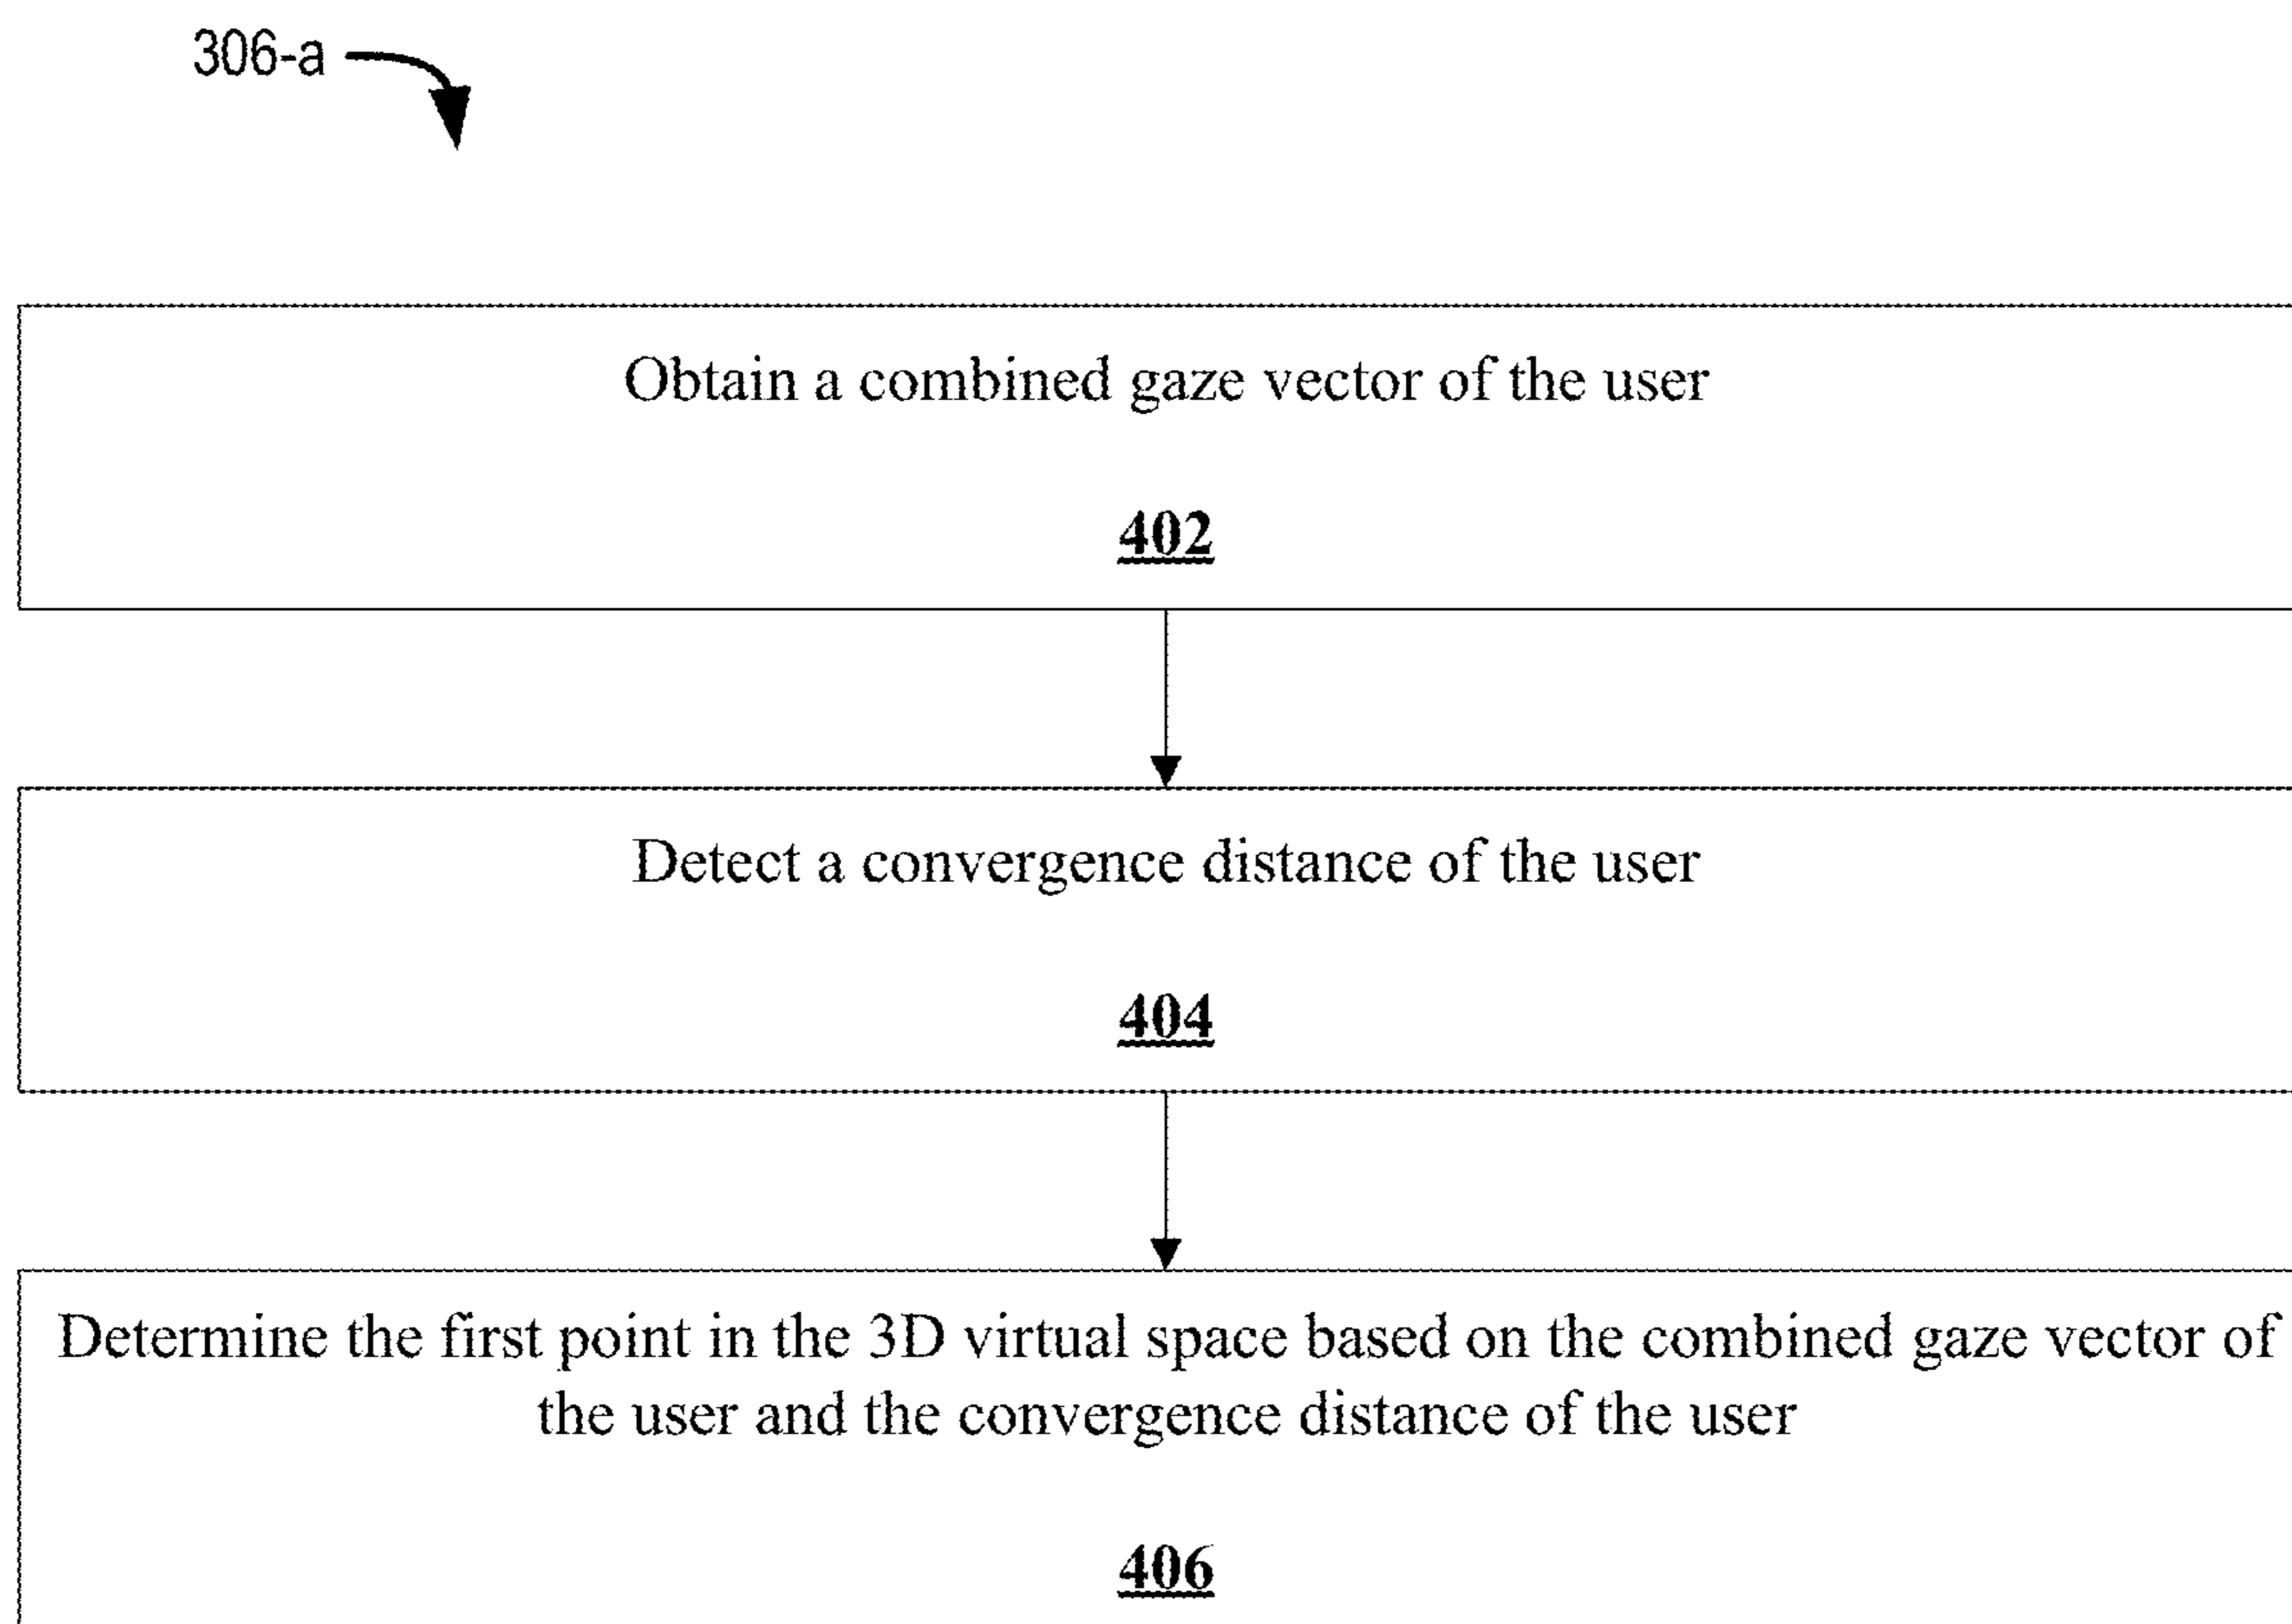 306-a
Obtain a combined gaze vector of the user
402
Detect a convergence distance of the user
404
Determine the first point in the 3D virtual space based on the combined gaze vector of
the user and the convergence distance of the user
406